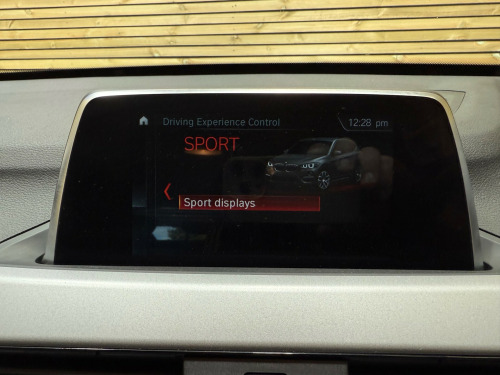 Driving Experience Control
12:28 pm
SPORT
Sport displays